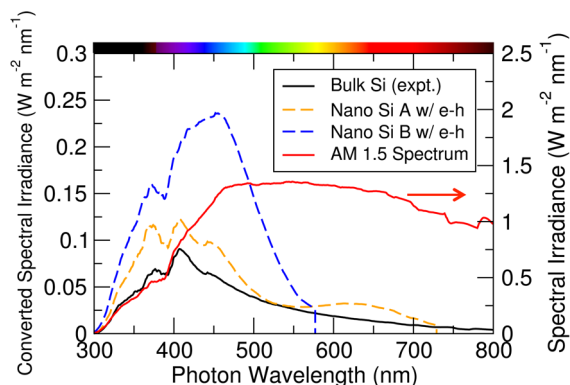 0.3
0.25
0.2
0.15
0.1
0.05
0
Converted Spectral Irradiance (W m-2 nm-1)
2.5
2
1.5
1
0.5
0
Spectral Irradiance (W m-2 nm-1)
Bulk Si (expt.)
Nano Si A w/ e-h
Nano Si B w/ e-h
AM 1.5 Spectrum
300 400 500 600 700 800
Photon Wavelength (nm)